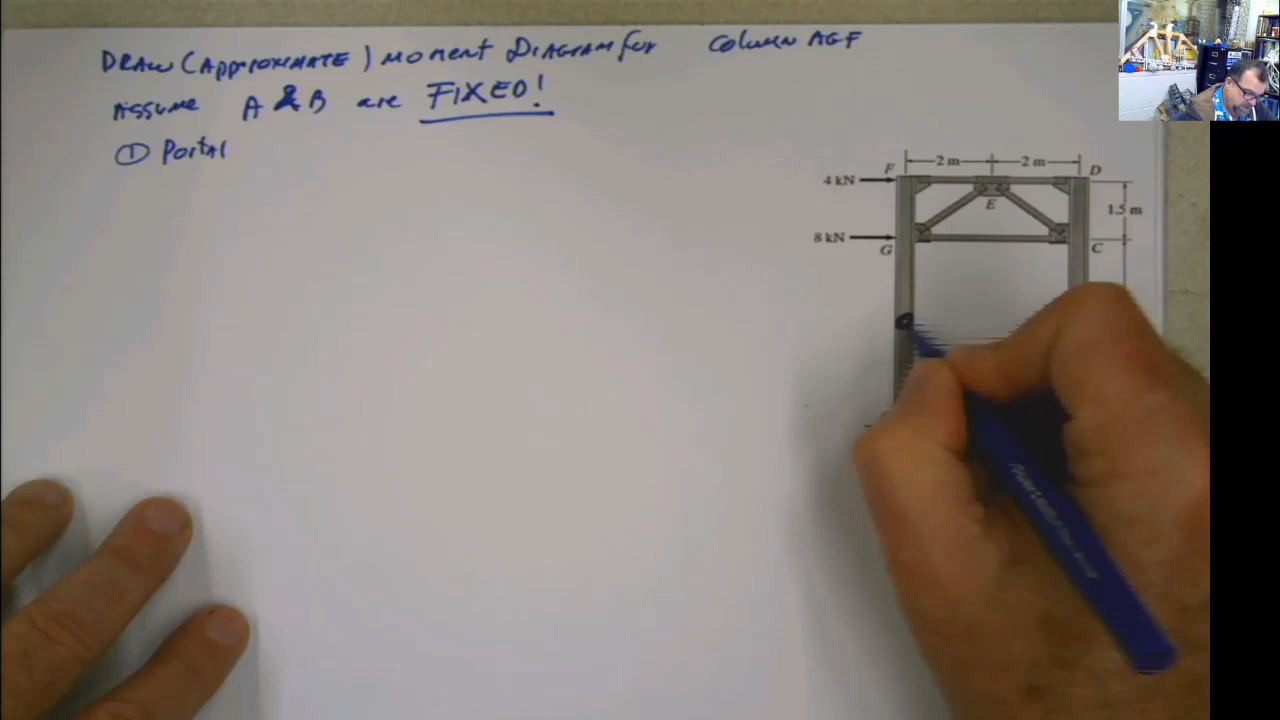 DRAW (APPROXIMATE) MOMENT DIAGRAM for COLUMN AGF
ASSUME A & B are FIXED!
① Portal
2 m 2 m
F D
4 kN
E
1.5 m
8 kN
G C